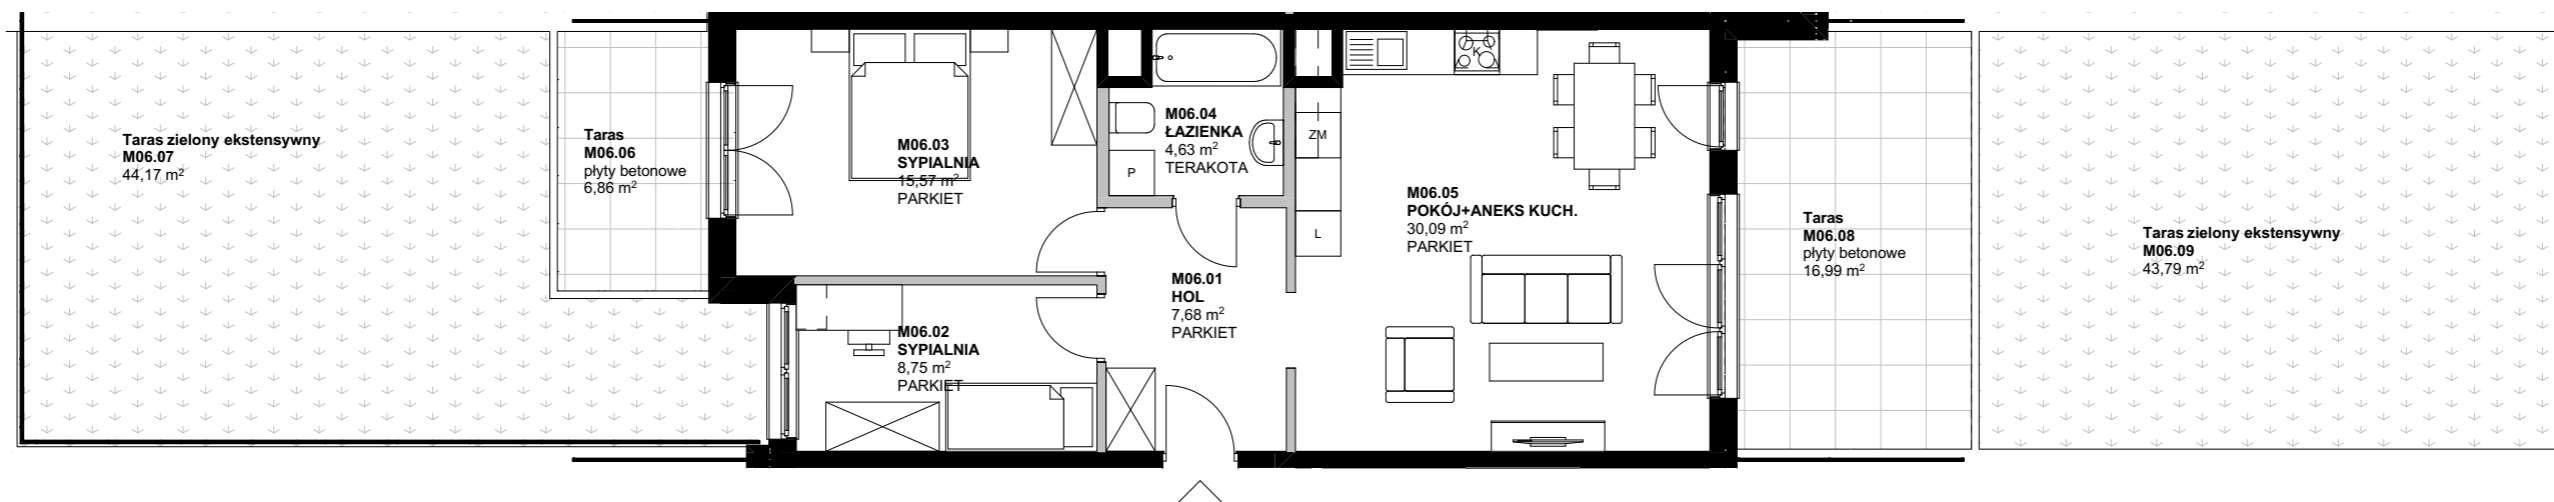 Taras zielony ekstensywny
M06.07
44,17 m²
Taras
M06.06
płyty betonowe
6,86 m²
M06.03
SYPIALNIA
15,57 m²
PARKIET
M06.02
SYPIALNIA
8,75 m²
PARKIET
M06.04
ŁAZIENKA
4,63 m²
TERAKOTA
P
M06.01
HOL
7,68 m²
PARKIET
ZM
L
K
M06.05
POKÓJ+ANEKS KUCH.
30,09 m²
PARKIET
Taras
M06.08
płyty betonowe
16,99 m²
Taras zielony ekstensywny
M06.09
43,79 m²